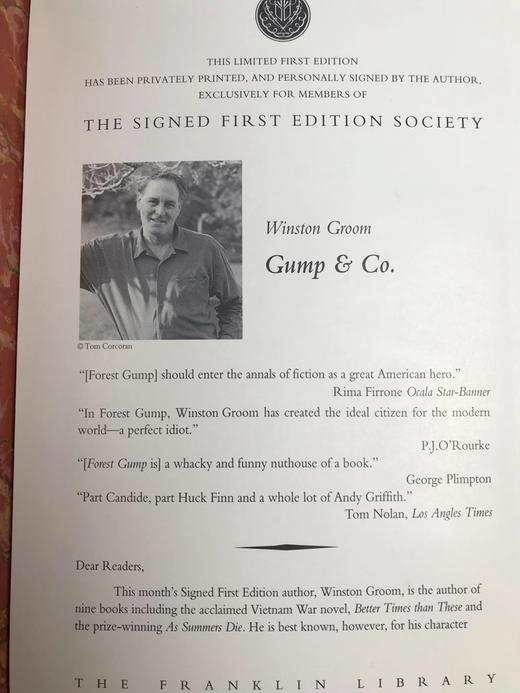 THIS LIMITED FIRST EDITION
HAS BEEN PRIVATELY PRINTED, AND PERSONALLY SIGNED BY THE AUTHOR,
EXCLUSIVELY FOR MEMBERS OF
THE SIGNED FIRST EDITION SOCIETY
Winston Groom
Gump & Co.
© Tom Corcoran
“[Forest Gump] should enter the annals of fiction as a great American hero.”
Rima Firrone Ocala Star-Banner
“In Forest Gump, Winston Groom has created the ideal citizen for the modern
world—a perfect idiot.”
P.J.O’Rourke
“[Forest Gump is] a whacky and funny nuthouse of a book.”
George Plimpton
“Part Candide, part Huck Finn and a whole lot of Andy Griffith.”
Tom Nolan, Los Angles Times
Dear Readers,
This month’s Signed First Edition author, Winston Groom, is the author of
nine books including the acclaimed Vietnam War novel, Better Times than These and
the prize-winning As Summers Die. He is best known, however, for his character
THE FRANKLIN LIBRARY